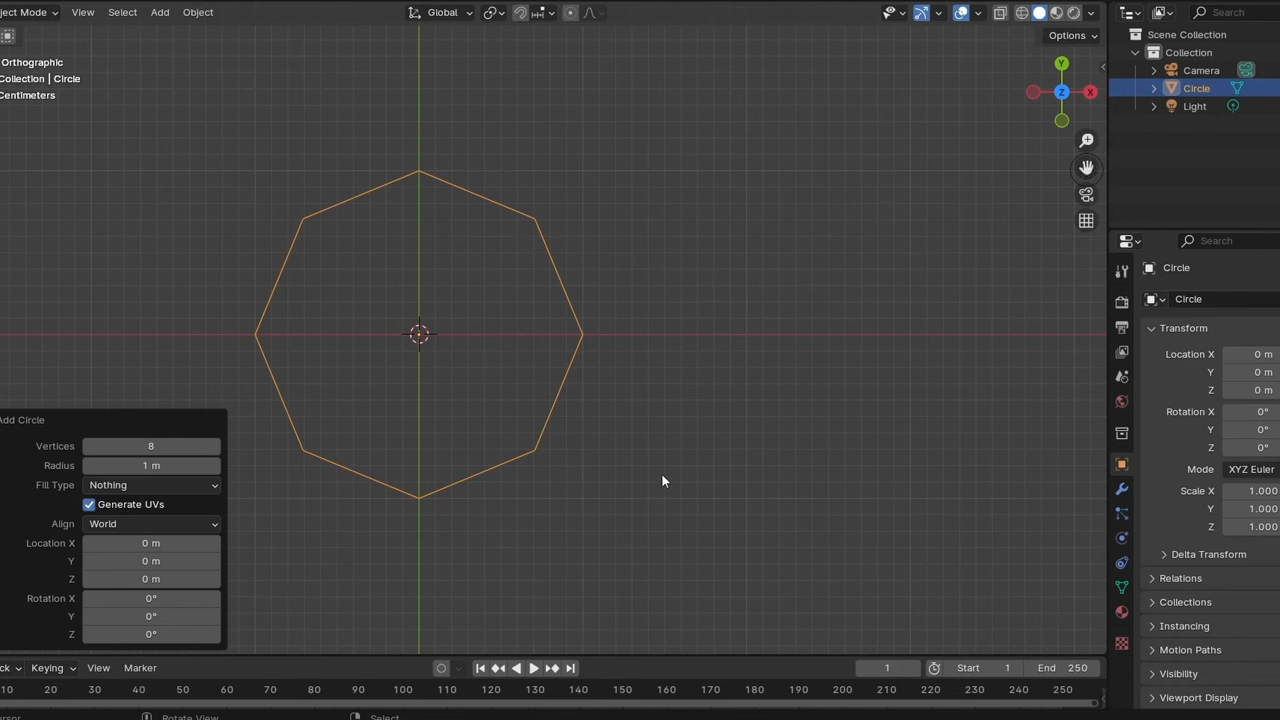 ject Mode View Select Add Object Global
Search
Options
Scene Collection
Collection
Camera
Circle
Light
Orthographic
Collection | Circle
Centimeters
Y
Z
X
Search
Circle
Circle
Transform
Location X 0 m
Y 0 m
Z 0 m
Rotation X 0°
Y 0°
Z 0°
Mode XYZ Euler
Scale X 1.000
Y 1.000
Z 1.000
Delta Transform
Relations
Collections
Instancing
Motion Paths
Visibility
Viewport Display
Add Circle
Vertices 8
Radius 1 m
Fill Type Nothing
Generate UVs
Align World
Location X 0 m
Y 0 m
Z 0 m
Rotation X 0°
Y 0°
Z 0°
ck Keying View Marker 1 Start 1 End 250
10 20 30 40 50 60 70 80 90 100 110 120 130 140 150 160 170 180 190 200 210 220 230 240 250
ursor Rotate View Select